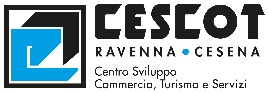 CESCOT
RAVENNA • CESENA
Centro Sviluppo
Commercio, Turismo e Servizi